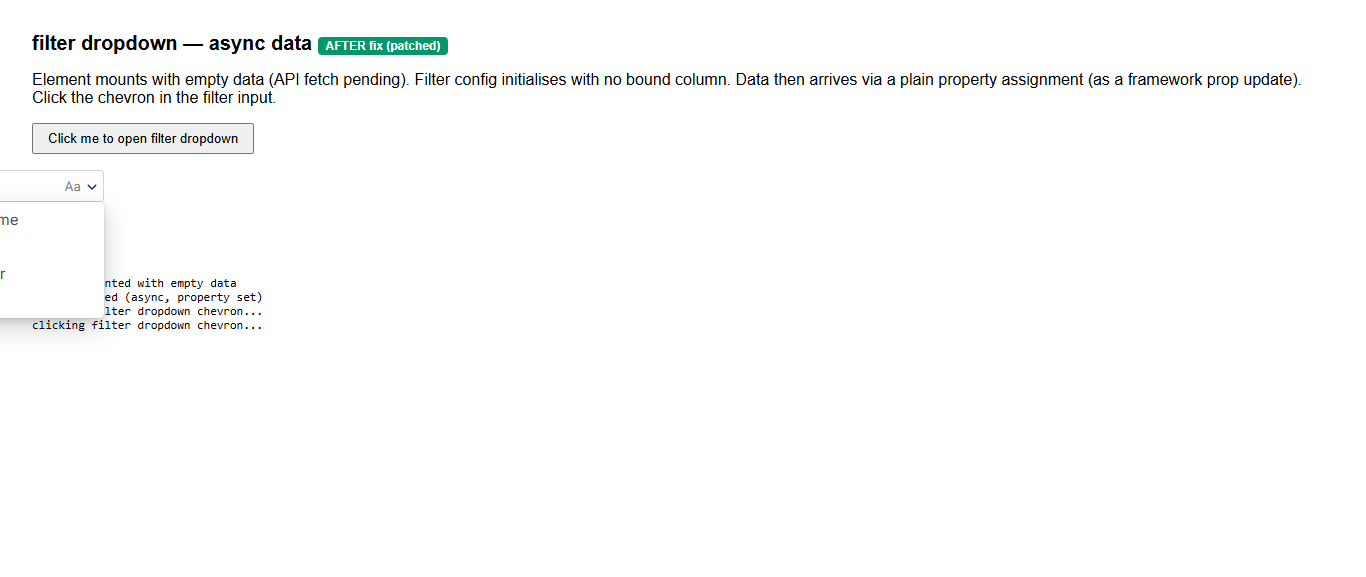 filter dropdown — async data AFTER fix (patched)
Element mounts with empty data (API fetch pending). Filter config initialises with no bound column. Data then arrives via a plain property assignment (as a framework prop update).
Click the chevron in the filter input.
Click me to open filter dropdown
Aa
me
r
nted with empty data
ed (async, property set)
lter dropdown chevron...
clicking filter dropdown chevron...